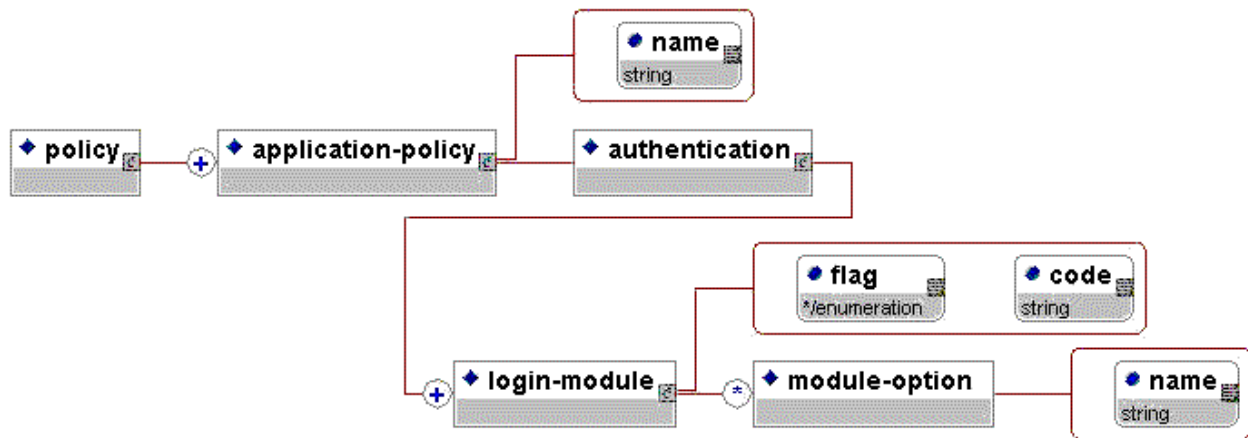 name
string
policy
+
application-policy
authentication
flag
*/enumeration
code
string
+
login-module
*
module-option
name
string